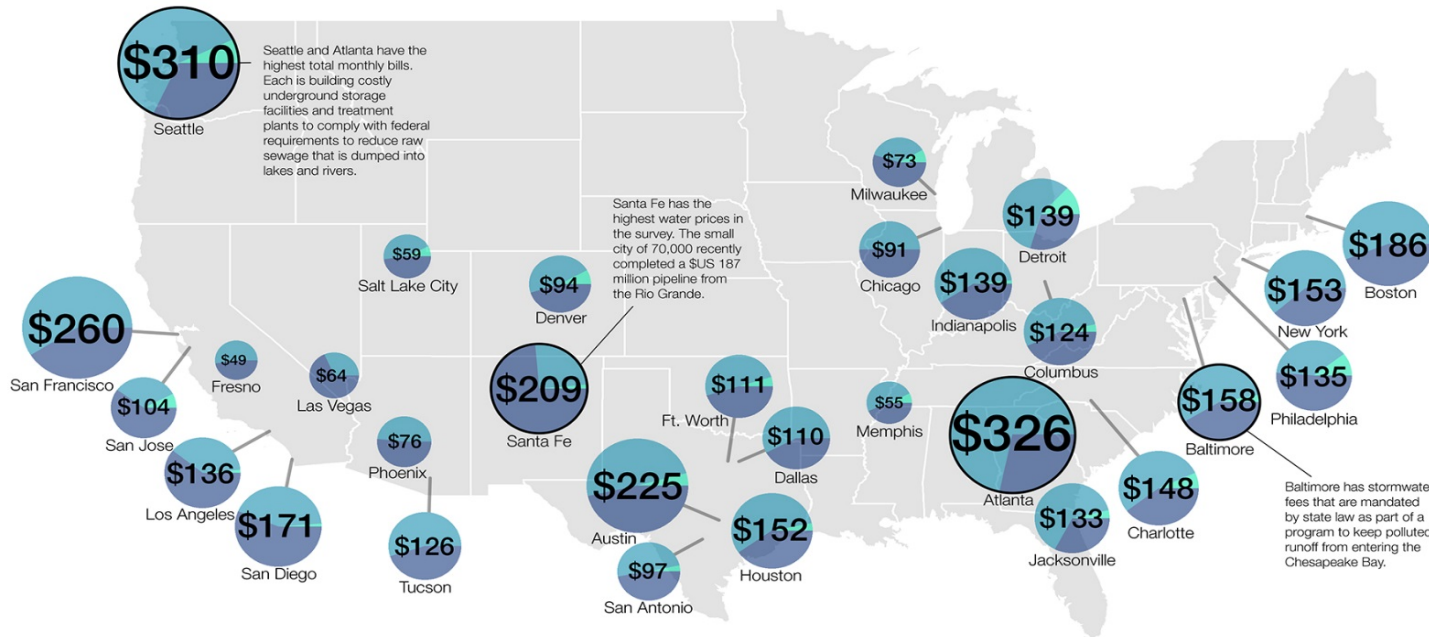 $310
Seattle
Seattle and Atlanta have the
highest total monthly bills.
Each is building costly
underground storage
facilities and treatment
plants to comply with federal
requirements to reduce raw
sewage that is dumped into
lakes and rivers.
$73
Milwaukee
Santa Fe has the
highest water prices in
the survey. The small
city of 70,000 recently
completed a $US 187
million pipeline from
the Rio Grande.
$139
Detroit
$59
Salt Lake City
$91
Chicago
$186
Boston
$94
Denver
$139
Indianapolis
$153
New York
$260
San Francisco
$124
Columbus
$49
Fresno
$64
Las Vegas
$209
Santa Fe
$111
Ft. Worth
$55
Memphis
$135
Philadelphia
$104
San Jose
$158
Baltimore
$76
Phoenix
$110
Dallas
$326
Atlanta
$136
Los Angeles
$225
Austin
$148
Charlotte
Baltimore has stormwate
fees that are mandated
by state law as part of a
program to keep polluted
runoff from entering the
Chesapeake Bay.
$171
San Diego
$126
Tucson
$152
Houston
$133
Jacksonville
$97
San Antonio